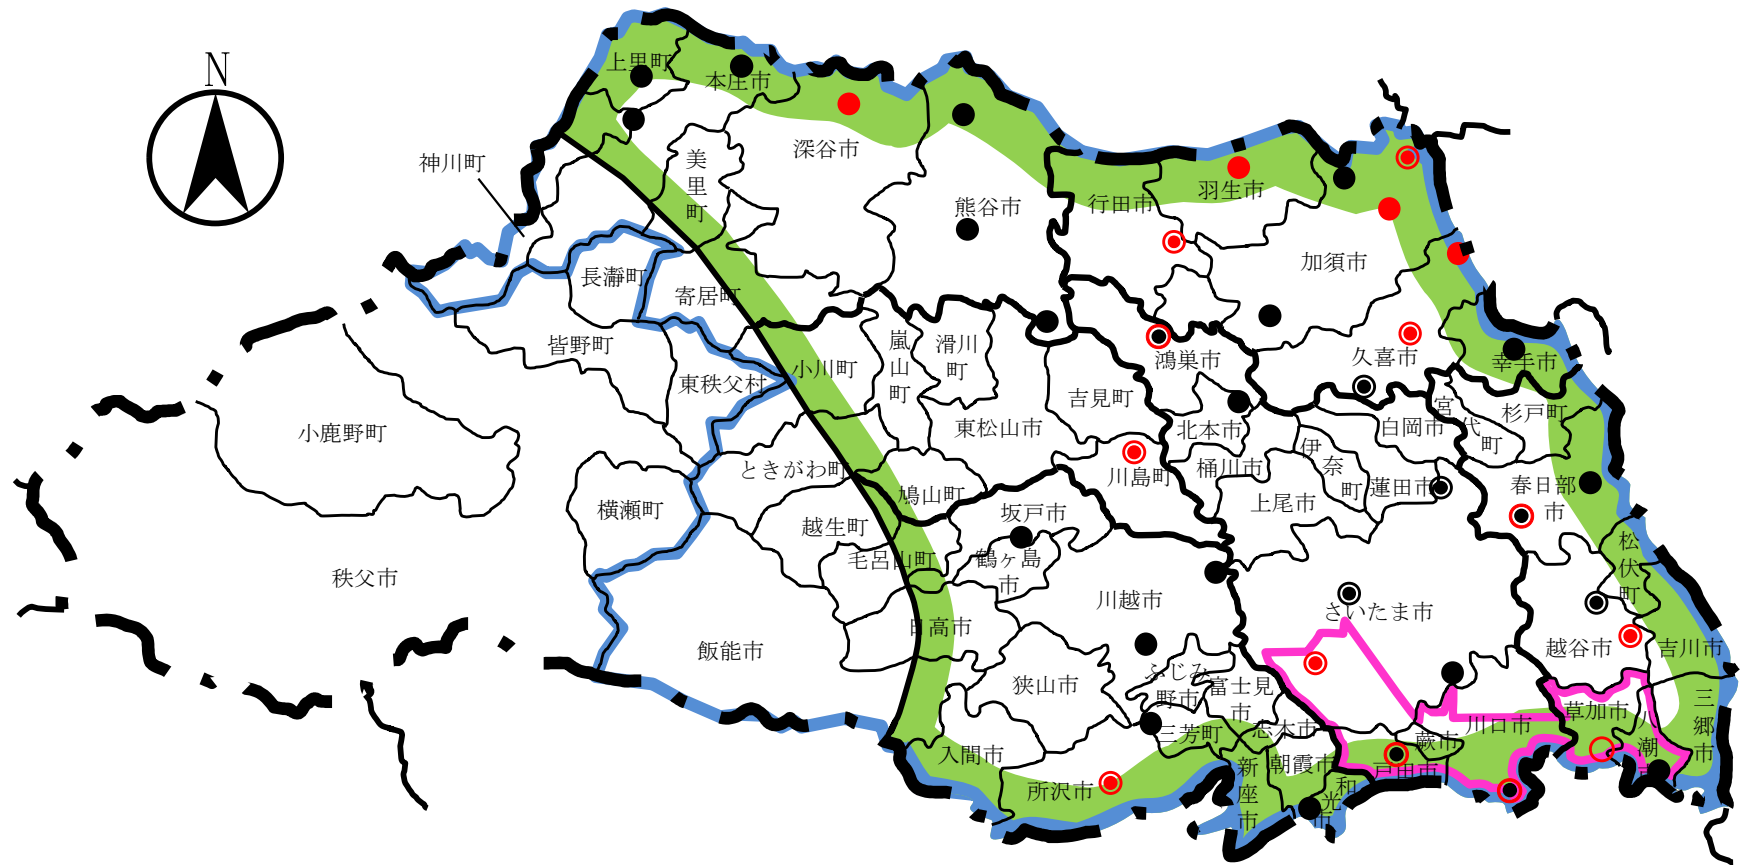 N
上里町
本庄市
神川町
美里町
深谷市
熊谷市
行田市
羽生市
加須市
長瀞町
寄居町
皆野町
東秩父村
小川町
嵐山町
滑川町
吉見町
鴻巣市
久喜市
幸手市
小鹿野町
東松山市
北本市
白岡市
宮代町
杉戸町
ときがわ町
川島町
桶川市
伊奈町
蓮田市
春日部市
横瀬町
鳩山町
坂戸市
上尾市
越生町
毛呂山町
鶴ヶ島市
松伏町
秩父市
川越市
さいたま市
日高市
飯能市
越谷市
吉川市
狭山市
ふじみ野市
富士見市
三郷市
草加市
川口市
三芳町
志木市
蕨市
八潮市
入間市
新座市
朝霞市
戸田市
所沢市
和光市